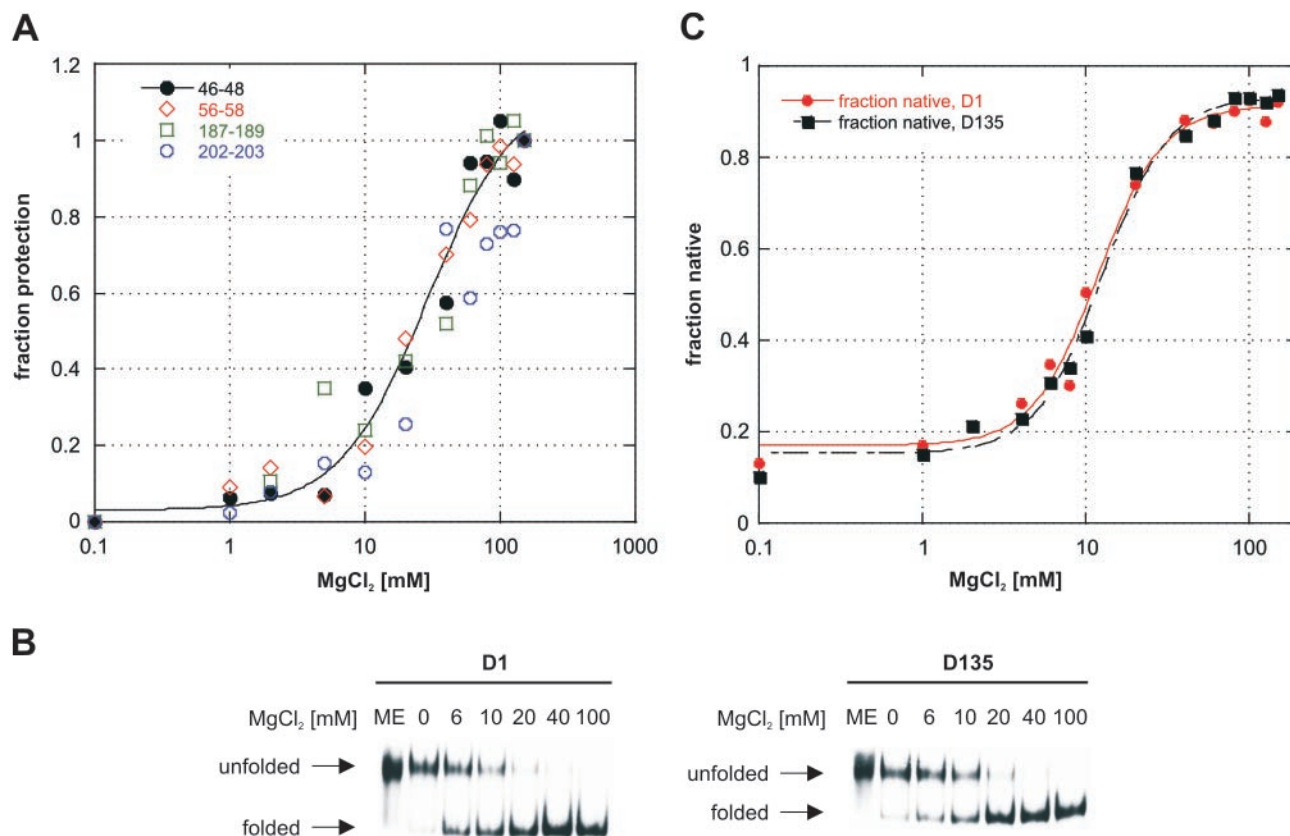 A
1.2
1
0.8
0.6
0.4
0.2
0
fraction protection
46-48
56-58
187-189
202-203
0.1 1 10 100 1000
MgCl₂ [mM]
C
1
0.8
0.6
0.4
0.2
0
fraction native
fraction native, D1
fraction native, D135
0.1 1 10 100
MgCl₂ [mM]
B
D1
MgCl₂ [mM] ME 0 6 10 20 40 100
unfolded
folded
D135
MgCl₂ [mM] ME 0 6 10 20 40 100
unfolded
folded